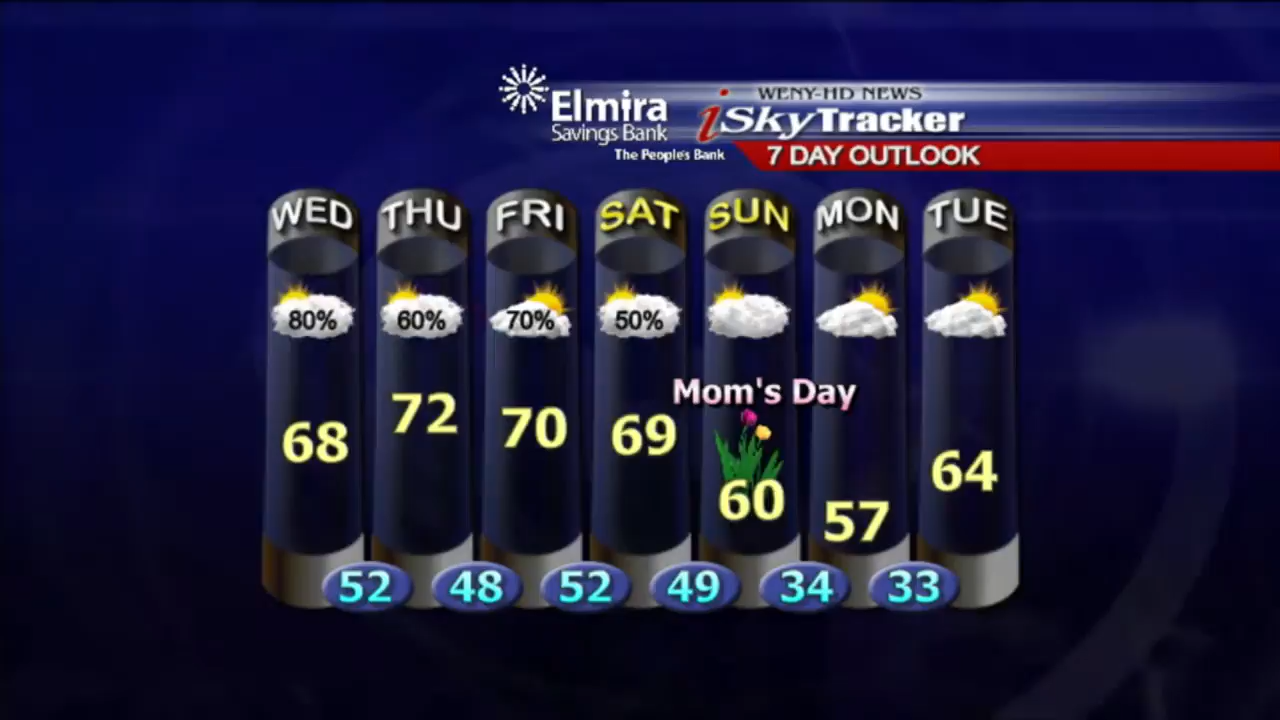 Elmira
Savings Bank
The People's Bank
WENY-HD NEWS
iSkyTracker
7 DAY OUTLOOK
WED THU FRI SAT SUN MON TUE
80% 60% 70% 50%
Mom's Day
68 72 70 69 60 57 64
52 48 52 49 34 33